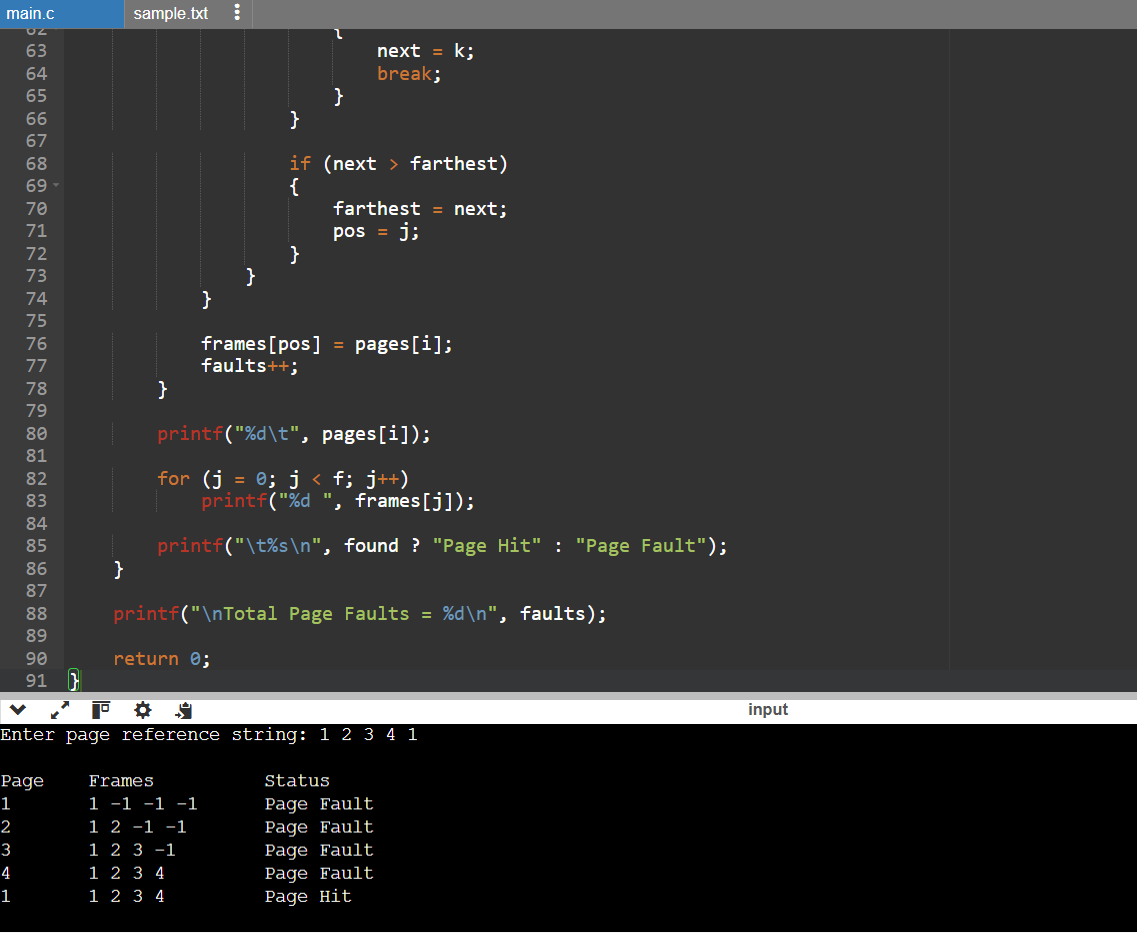 main.c sample.txt
62 {
63 next = k;
64 break;
65 }
66 }
67
68 if (next > farthest)
69 {
70 farthest = next;
71 pos = j;
72 }
73 }
74 }
75
76 frames[pos] = pages[i];
77 faults++;
78 }
79
80 printf("%d\t", pages[i]);
81
82 for (j = 0; j < f; j++)
83 printf("%d ", frames[j]);
84
85 printf("\t%s\n", found ? "Page Hit" : "Page Fault");
86 }
87
88 printf("\nTotal Page Faults = %d\n", faults);
89
90 return 0;
91 }
input
Enter page reference string: 1 2 3 4 1
Page Frames Status
1 1 -1 -1 -1 Page Fault
2 1 2 -1 -1 Page Fault
3 1 2 3 -1 Page Fault
4 1 2 3 4 Page Fault
1 1 2 3 4 Page Hit